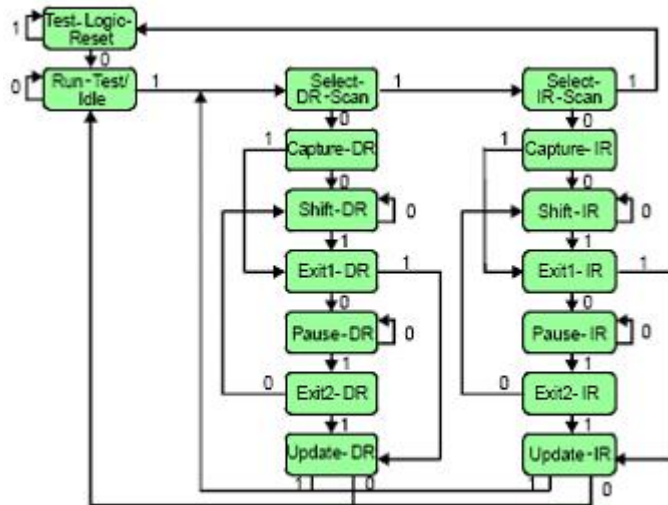 1
Test-Logic-
Reset
0
0
Run-Test/
Idle
1
Select-
DR-Scan
1
Select-
IR-Scan
1
0
0
1
Capture-DR
1
Capture-IR
0
0
Shift-DR
0
Shift-IR
0
1
1
Exit1-DR
1
Exit1-IR
1
0
0
Pause-DR
0
Pause-IR
0
1
1
0
Exit2-DR
0
Exit2-IR
1
1
Update-DR
Update-IR
1
0
1
0